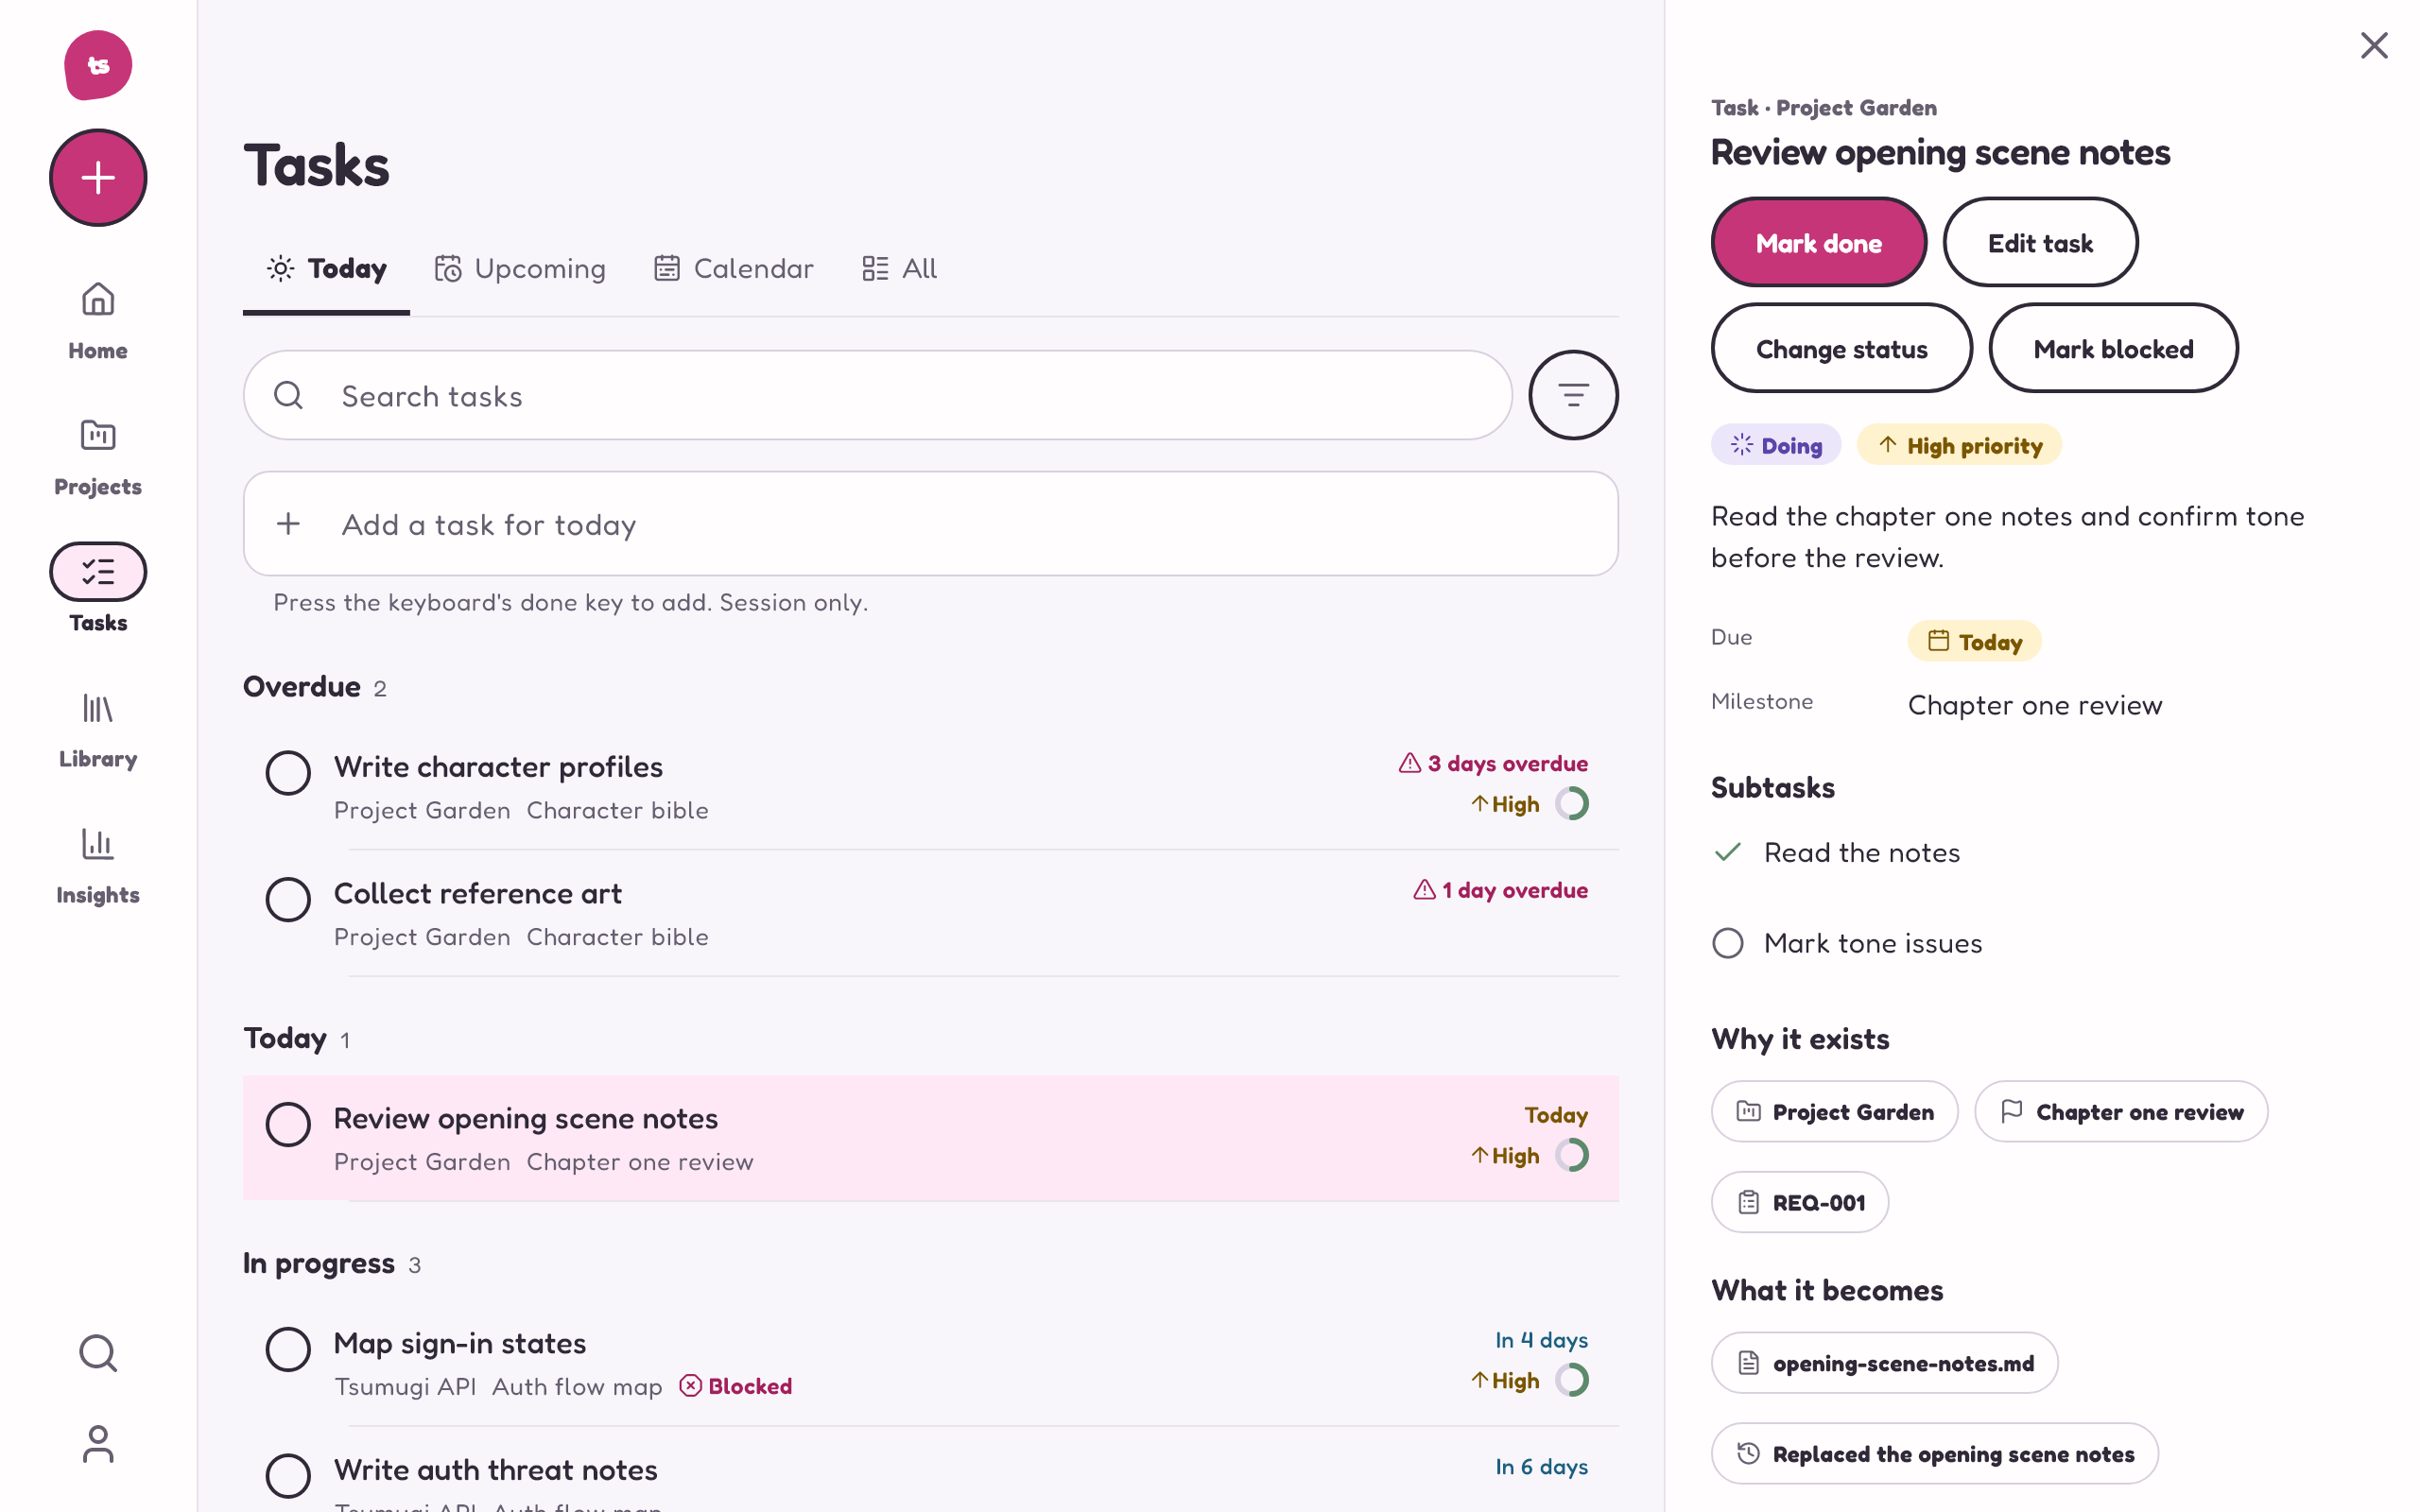 ts
Home
Projects
Tasks
Library
Insights
Tasks
Today
Upcoming
Calendar
All
Search tasks
Add a task for today
Press the keyboard's done key to add. Session only.
Overdue 2
Write character profiles
3 days overdue
Project Garden Character bible
High
Collect reference art
1 day overdue
Project Garden Character bible
Today 1
Review opening scene notes
Today
Project Garden Chapter one review
High
In progress 3
Map sign-in states
In 4 days
Tsumugi API Auth flow map Blocked
High
Write auth threat notes
In 6 days
Tsumugi API Auth flow map
Task · Project Garden
Review opening scene notes
Mark done
Edit task
Change status
Mark blocked
Doing
High priority
Read the chapter one notes and confirm tone
before the review.
Due
Today
Milestone
Chapter one review
Subtasks
Read the notes
Mark tone issues
Why it exists
Project Garden
Chapter one review
REQ-001
What it becomes
opening-scene-notes.md
Replaced the opening scene notes